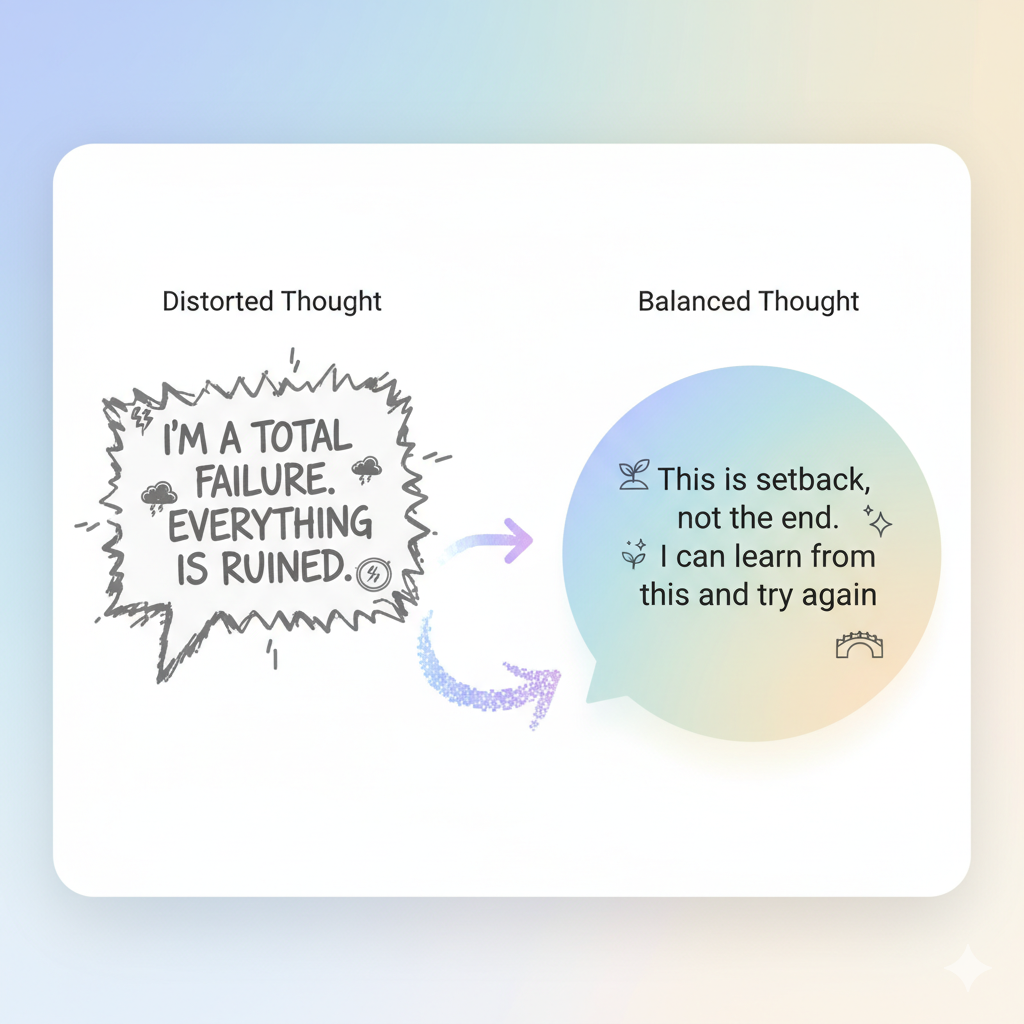 Distorted Thought
I'M A TOTAL
FAILURE.
EVERYTHING
IS RUINED.
Balanced Thought
This is setback,
not the end.
I can learn from
this and try again